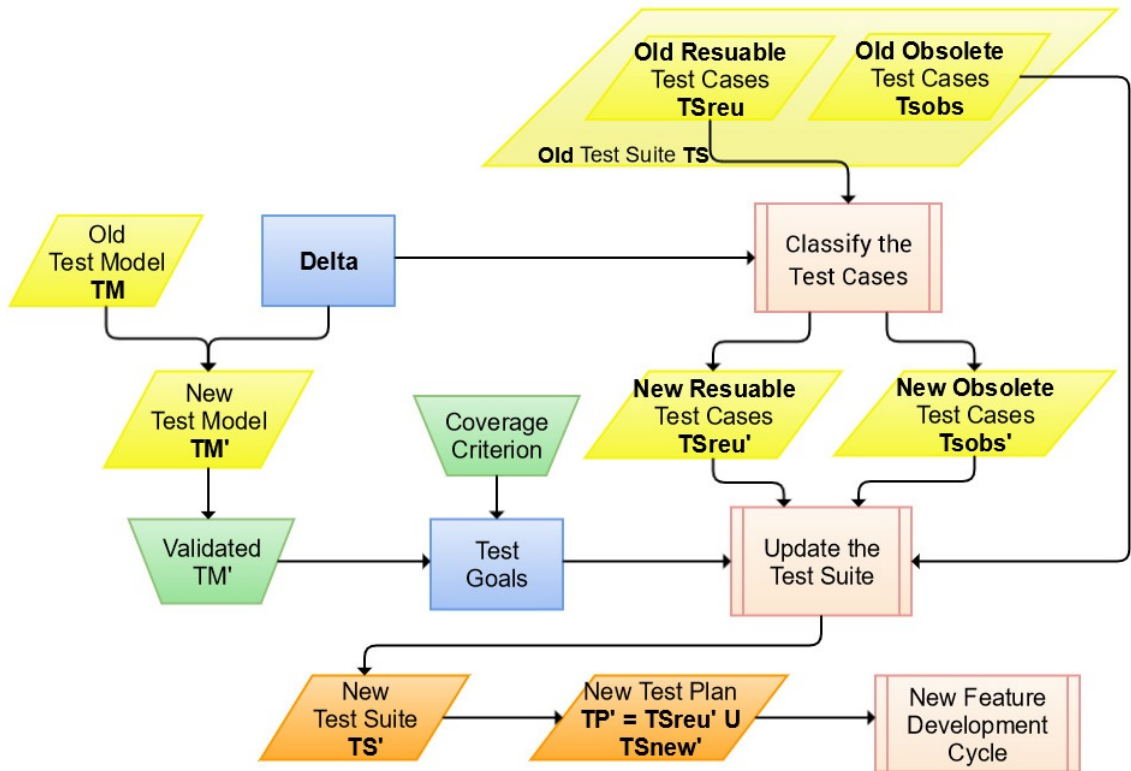 Old Resuable
Test Cases
TSreu
Old Obsolete
Test Cases
Tsobs
Old Test Suite TS
Old
Test Model
TM
Delta
Classify the
Test Cases
New
Test Model
TM'
Coverage
Criterion
New Resuable
Test Cases
TSreu'
New Obsolete
Test Cases
Tsobs'
Validated
TM'
Test
Goals
Update the
Test Suite
New
Test Suite
TS'
New Test Plan
TP' = TSreu' U
TSnew'
New Feature
Development
Cycle